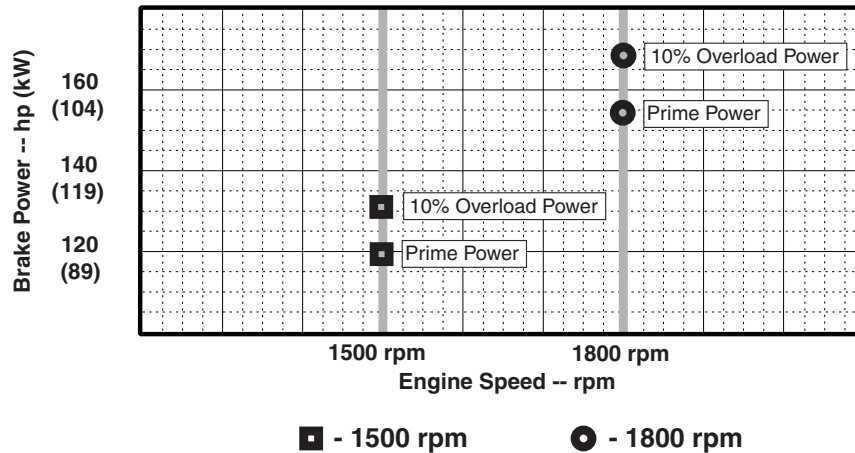 Brake Power -- hp (kW)
160
(104)
140
(119)
120
(89)
10% Overload Power
Prime Power
10% Overload Power
Prime Power
1500 rpm 1800 rpm
Engine Speed -- rpm
- 1500 rpm - 1800 rpm